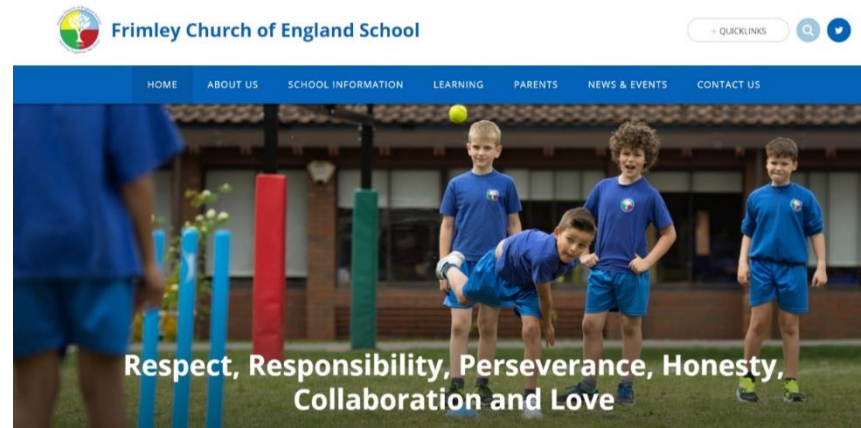 Frimley Church of England School
+ QUICKLINKS
HOME ABOUT US SCHOOL INFORMATION LEARNING PARENTS NEWS & EVENTS CONTACT US
Respect, Responsibility, Perseverance, Honesty,
Collaboration and Love